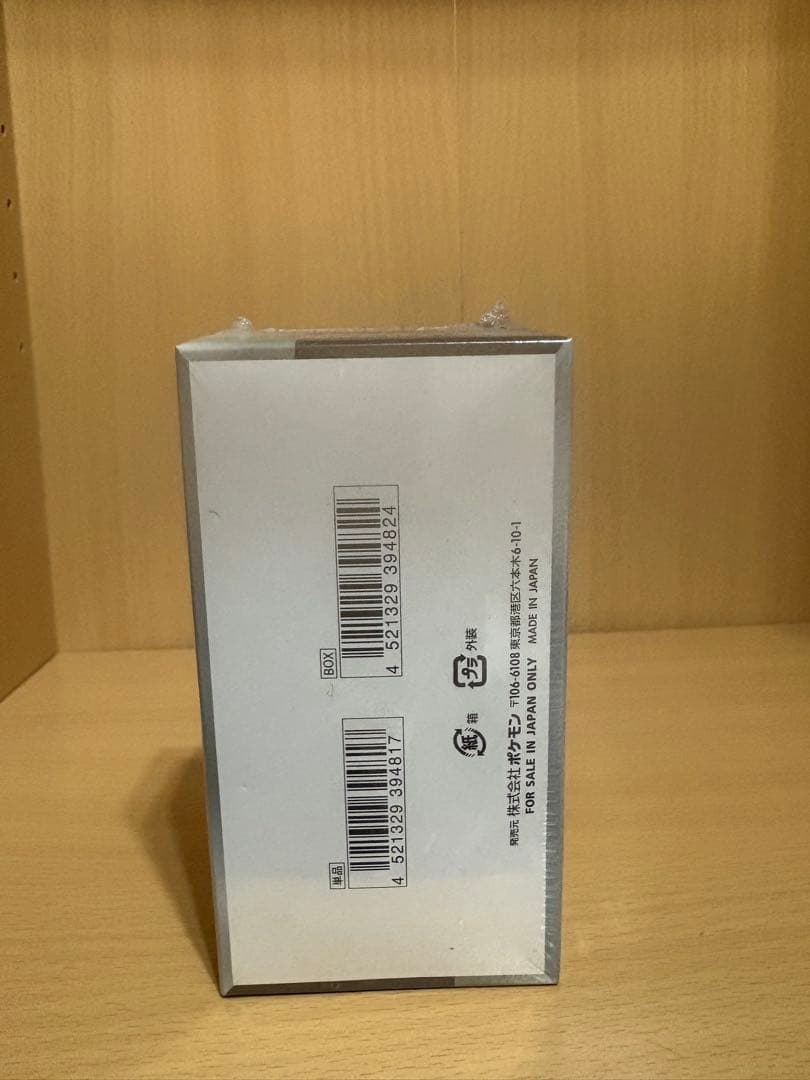 単品
4 521329 394817
BOX
4 521329 394824
紙 箱
プラ 外装
発売元 株式会社ポケモン 〒106-6108 東京都港区六本木6-10-1
FOR SALE IN JAPAN ONLY MADE IN JAPAN